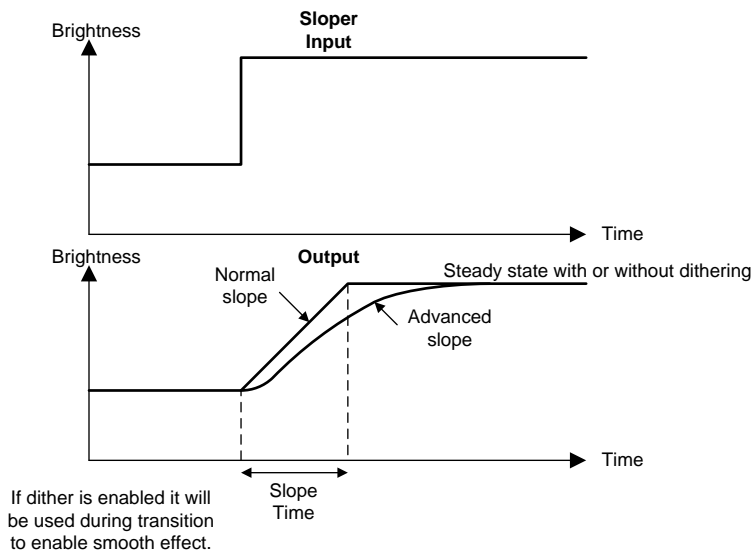 Brightness
Sloper
Input
Time
Brightness
Output
Normal
slope
Steady state with or without dithering
Advanced
slope
Time
Slope
Time
If dither is enabled it will
be used during transition
to enable smooth effect.